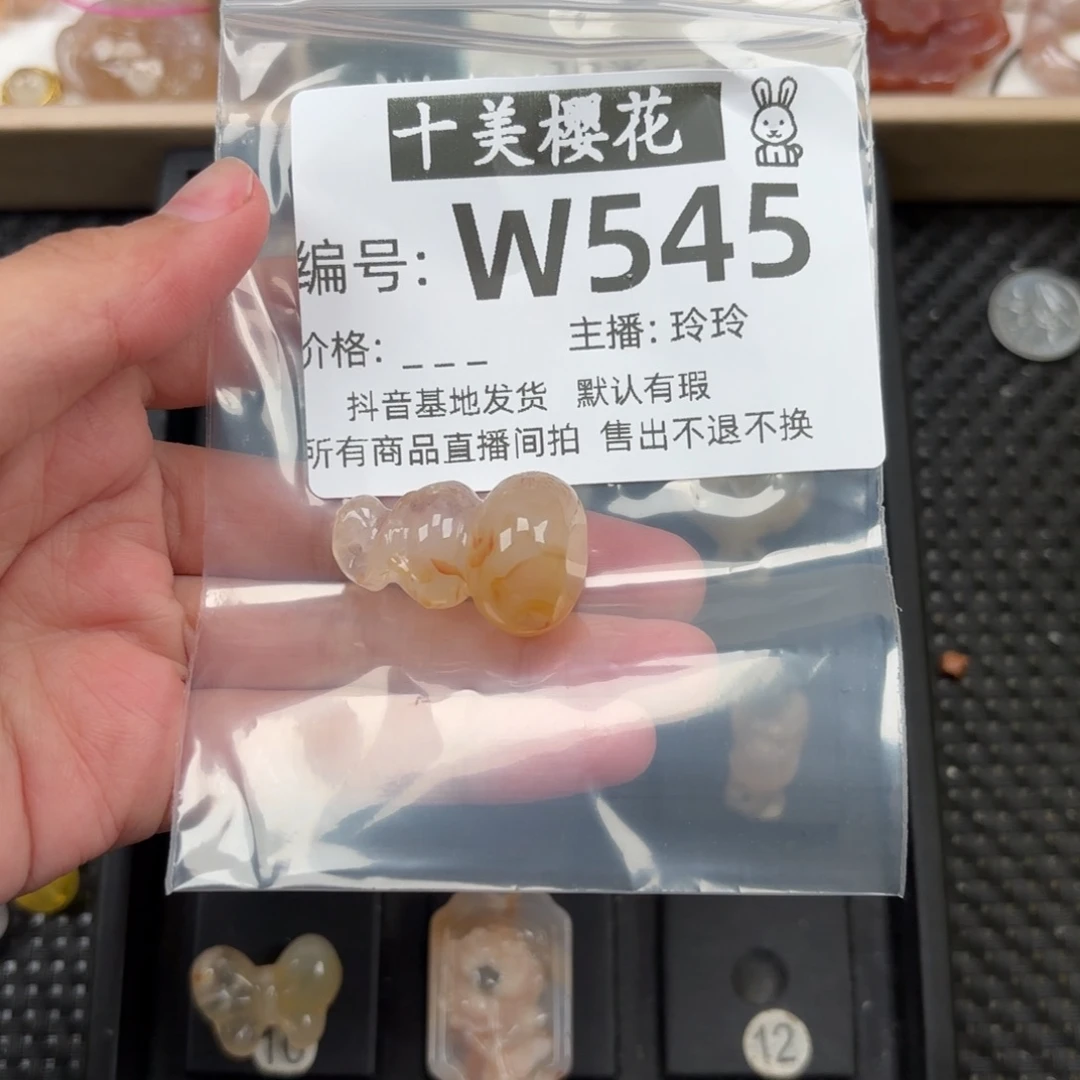 十美樱花
编号: W545
价格: _ _ _ 主播: 玲玲
抖音基地发货 默认有瑕
所有商品直播间拍 售出不退不换
10
12